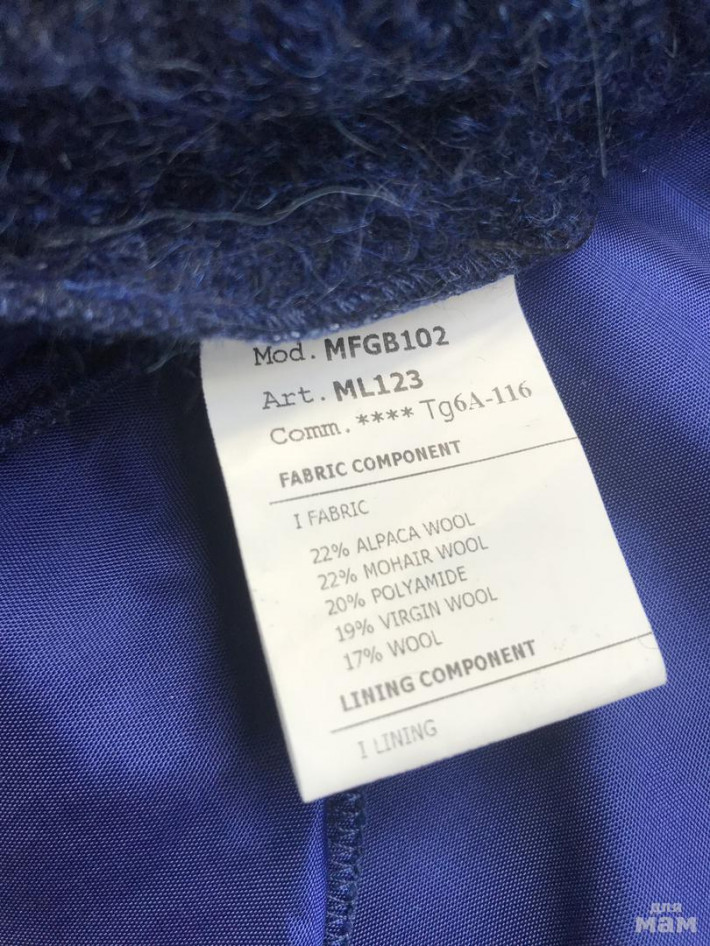 Mod. MFGB102
Art. ML123
Comm. **** Tg6A-116
FABRIC COMPONENT
I FABRIC
22% ALPACA WOOL
22% MOHAIR WOOL
20% POLYAMIDE
19% VIRGIN WOOL
17% WOOL
LINING COMPONENT
I LINING
для
мам